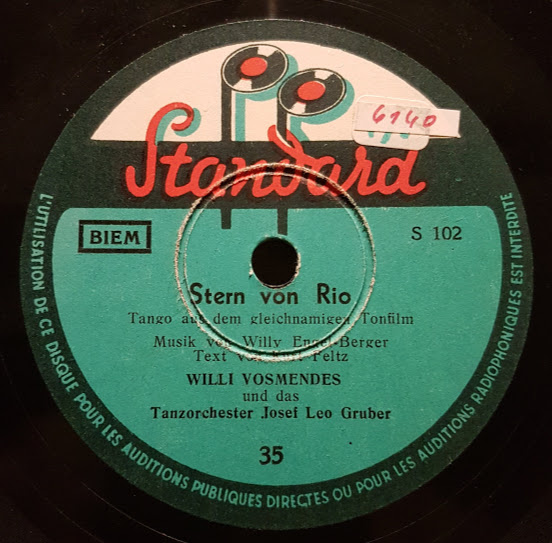 6140
Standard
BIEM
S 102
Stern von Rio
Tango aus dem gleichnamigen Tonfilm
Musik von Willy Engel-Berger
Text von Kurt Feltz
WILLI VOSMENDES
und das
Tanzorchester Josef Leo Gruber
35
L'UTILISATION DE CE DISQUE POUR LES AUDITIONS PUBLIQUES DIRECTES OU POUR LES AUDITIONS RADIOPHONIQUES EST INTERDITE